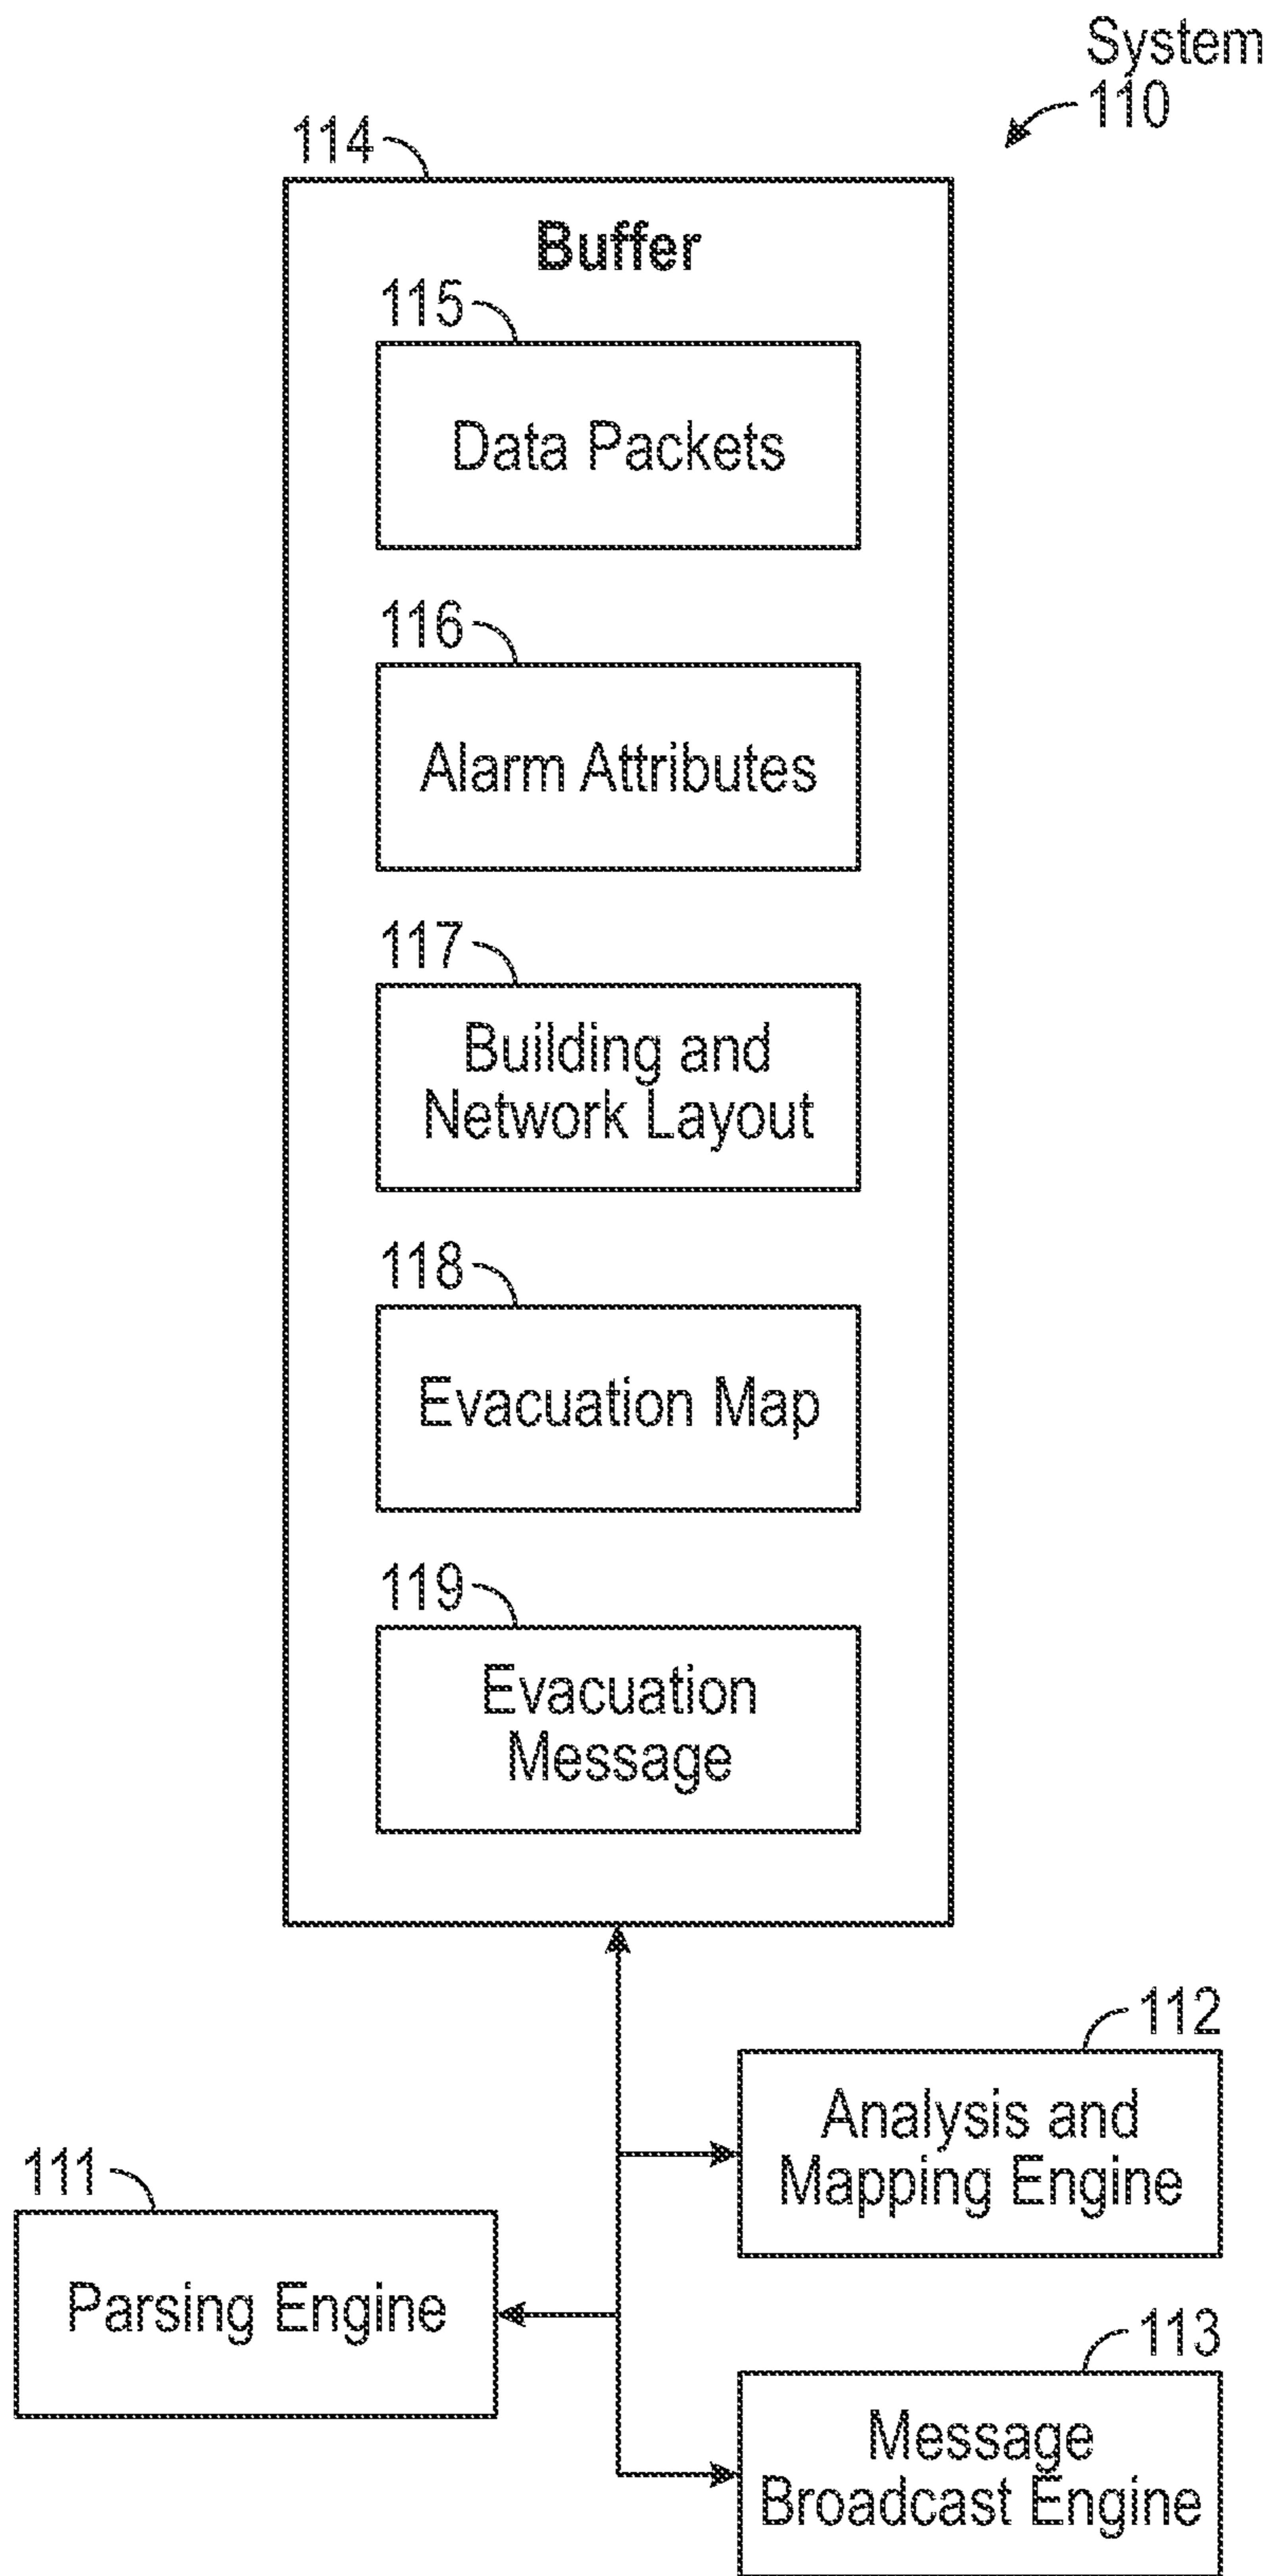 System
110
114
Buffer
115
Data Packets
116
Alarm Attributes
117
Building and
Network Layout
118
Evacuation Map
119
Evacuation
Message
112
Analysis and
Mapping Engine
111
Parsing Engine
113
Message
Broadcast Engine